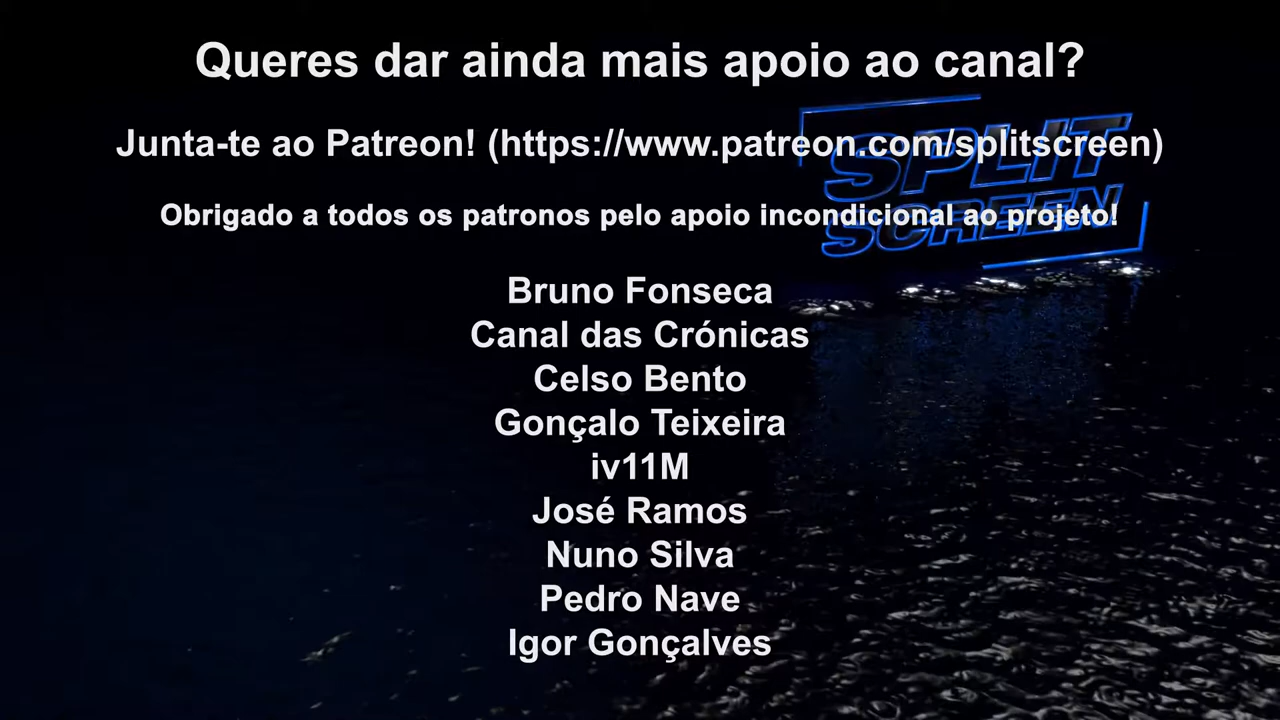 Queres dar ainda mais apoio ao canal?
Junta-te ao Patreon! (https://www.patreon.com/splitscreen)
SPLIT
SCREEN
Obrigado a todos os patronos pelo apoio incondicional ao projeto!
Bruno Fonseca
Canal das Crónicas
Celso Bento
Gonçalo Teixeira
iv11M
José Ramos
Nuno Silva
Pedro Nave
Igor Gonçalves